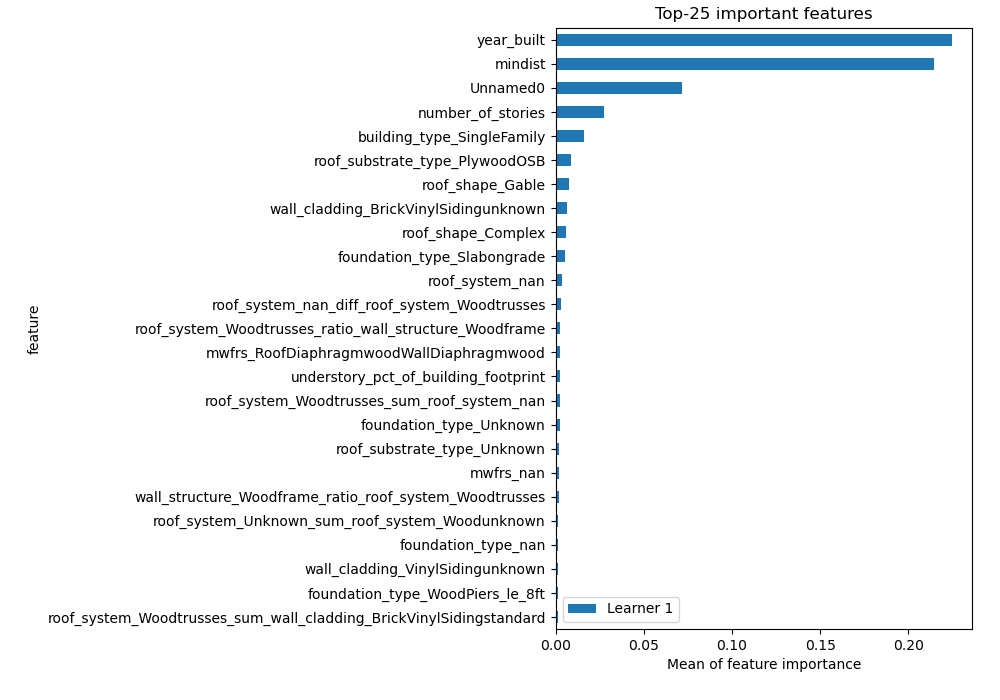 Top-25 important features
year_built
mindist
Unnamed0
number_of_stories
building_type_SingleFamily
roof_substrate_type_PlywoodOSB
roof_shape_Gable
wall_cladding_BrickVinylSidingunknown
roof_shape_Complex
foundation_type_Slabongrade
roof_system_nan
roof_system_nan_diff_roof_system_Woodtrusses
roof_system_Woodtrusses_ratio_wall_structure_Woodframe
mwfrs_RoofDiaphragmwoodWallDiaphragmwood
understory_pct_of_building_footprint
roof_system_Woodtrusses_sum_roof_system_nan
foundation_type_Unknown
roof_substrate_type_Unknown
mwfrs_nan
wall_structure_Woodframe_ratio_roof_system_Woodtrusses
roof_system_Unknown_sum_roof_system_Woodunknown
foundation_type_nan
wall_cladding_VinylSidingunknown
foundation_type_WoodPiers_le_8ft
roof_system_Woodtrusses_sum_wall_cladding_BrickVinylSidingstandard
feature
Learner 1
0.00 0.05 0.10 0.15 0.20
Mean of feature importance